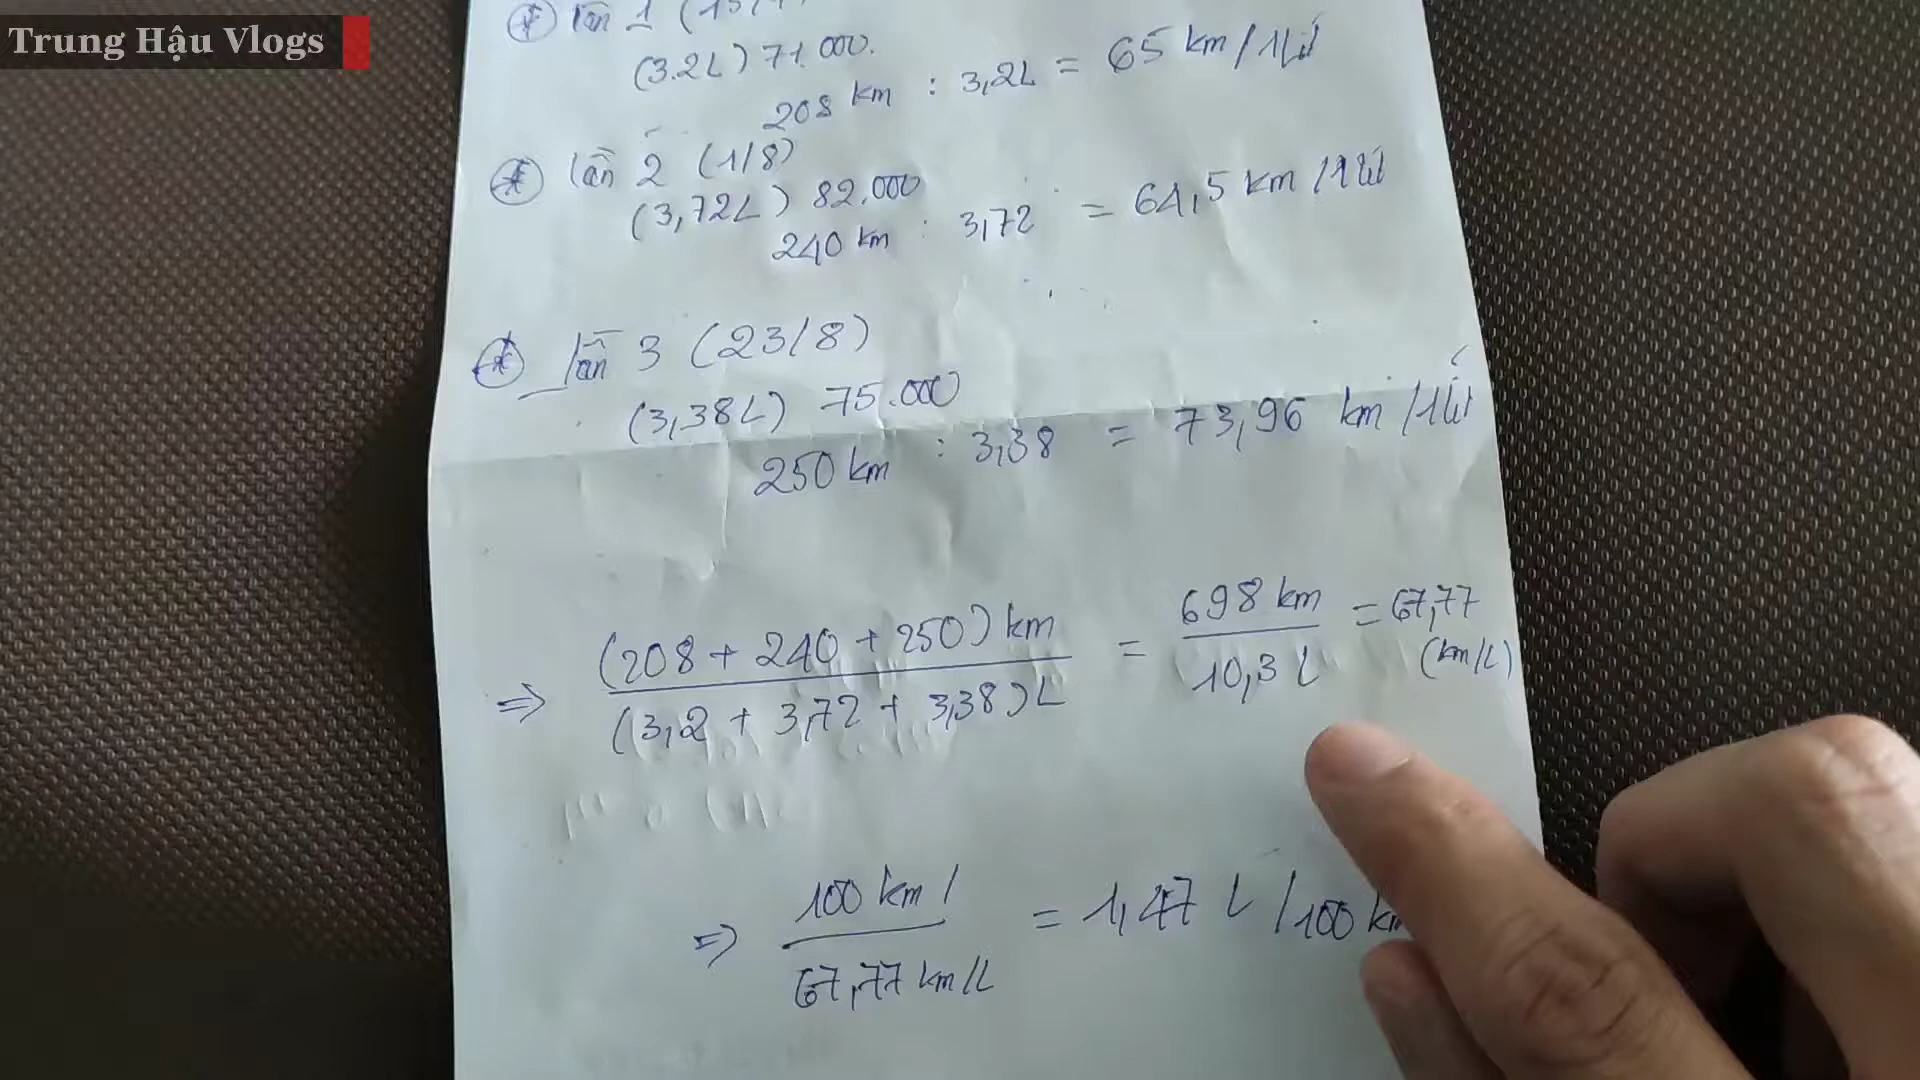 Trung Hậu Vlogs
lần 1
(3.2L) 71.000.
208 km : 3,2L = 65 km/1lít
lần 2 (1/8)
(3,72L) 82.000
240 km : 3,72 = 64,5 km/1lít
lần 3 (23/8)
(3,38L) 75.000
250 km : 3,38 = 73,96 km/1lít
=> (208 + 240 + 250) km = 698 km = 67,77
(3,2 + 3,72 + 3,38) L 10,3 L (km/L)
=> 100 km / = 1,47 L /100 km
67,77 km/L